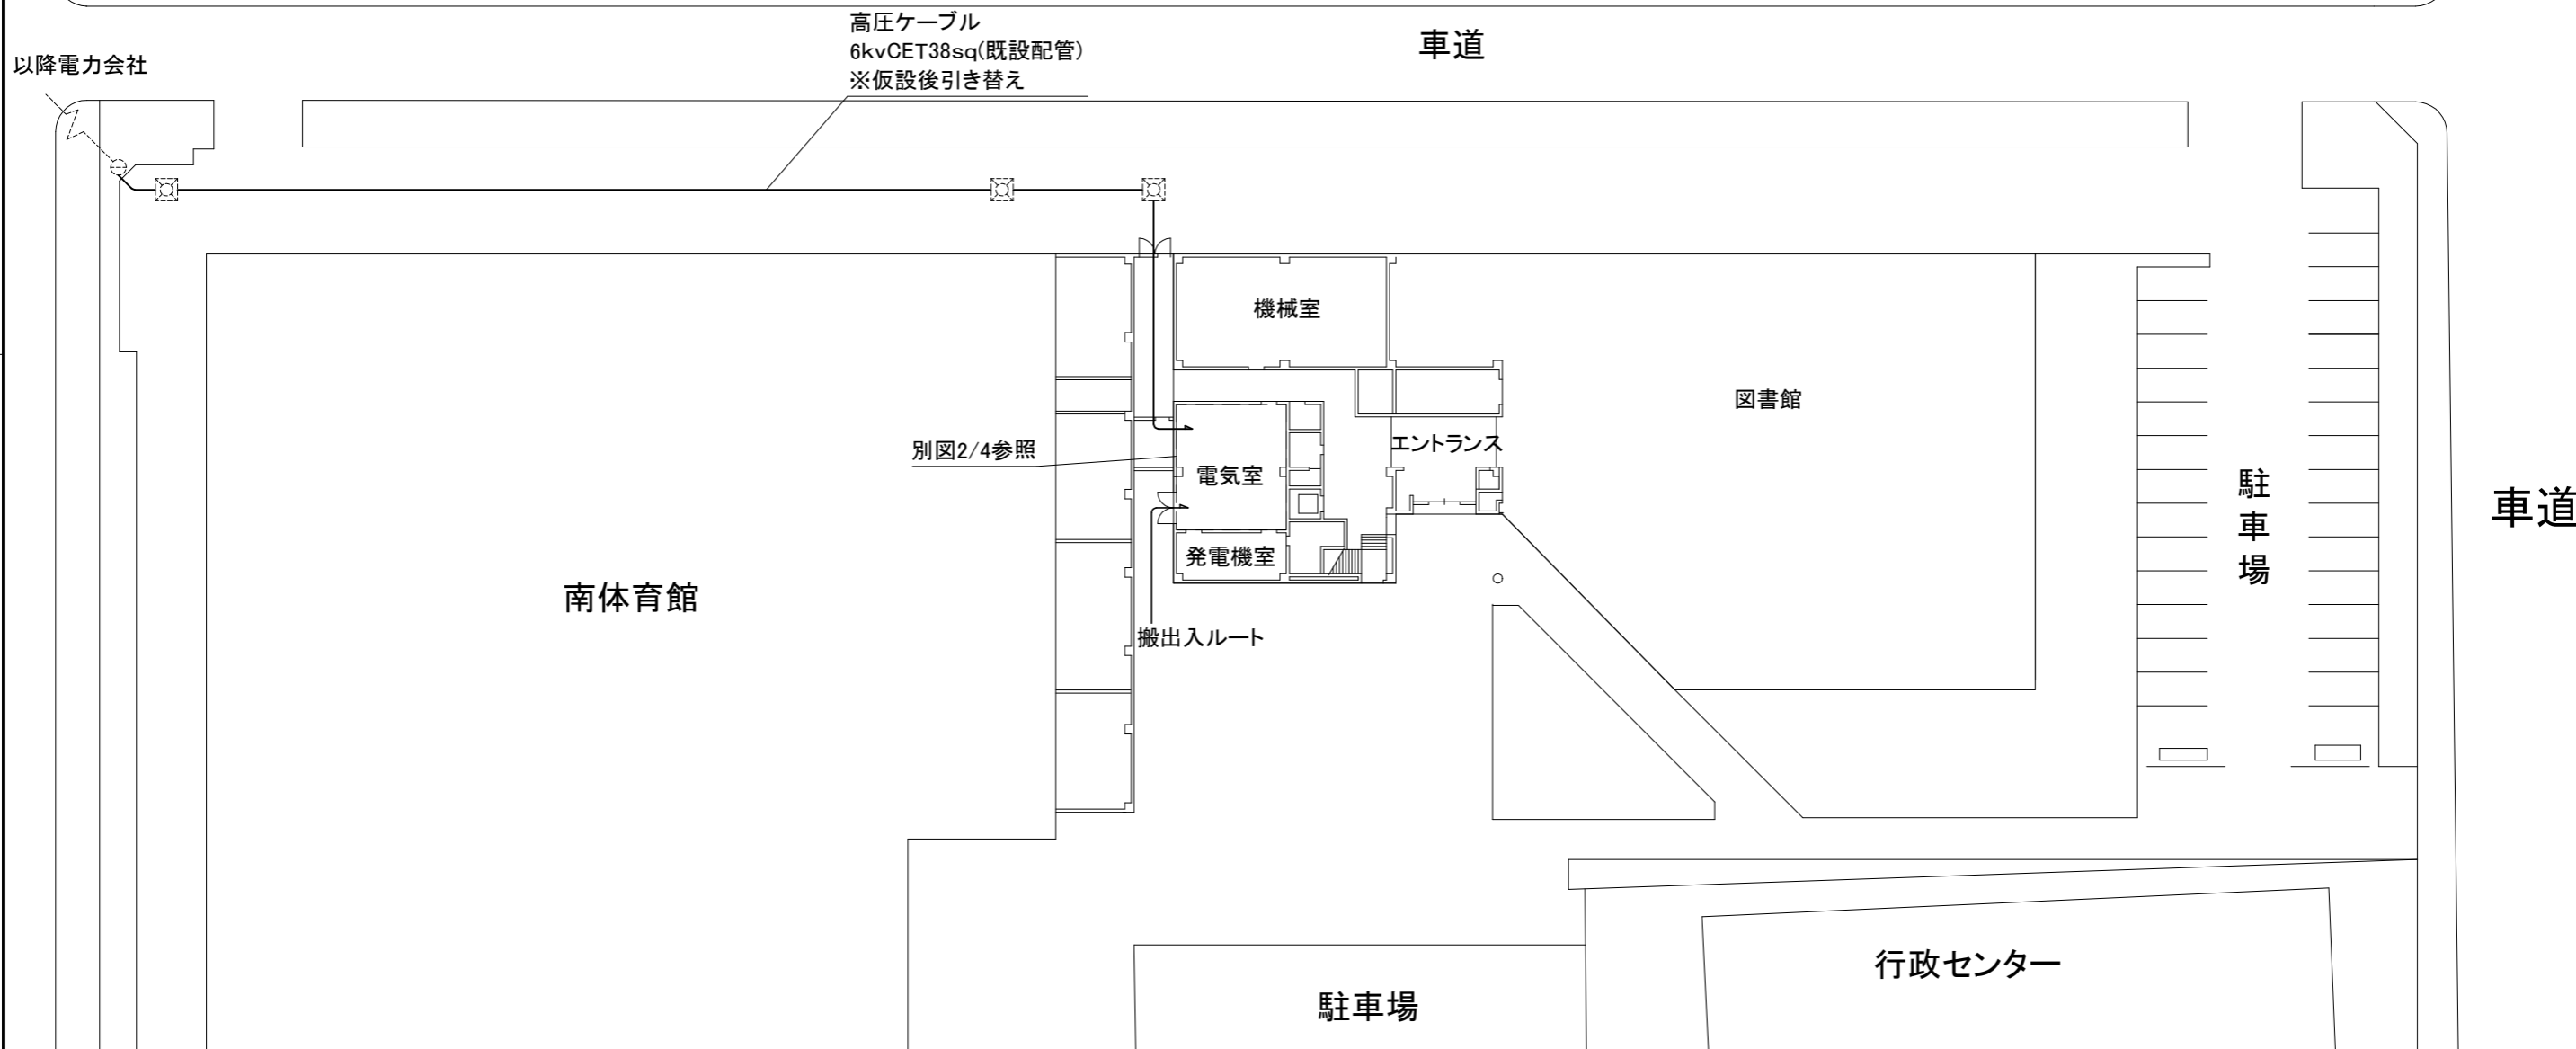 高圧ケーブル
6kvCET38sq(既設配管)
※仮設後引き替え
車道
以降電力会社
機械室
図書館
エントランス
別図2/4参照
電気室
駐車場
車道
発電機室
南体育館
搬出入ルート
行政センター
駐車場